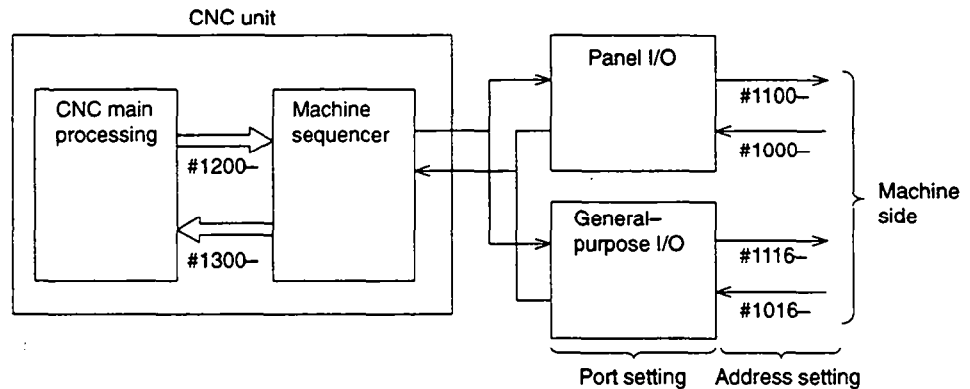 CNC unit
CNC main
processing
#1200–
#1300–
Machine
sequencer
Panel I/O
#1100–
#1000–
General–
purpose I/O
#1116–
#1016–
Machine
side
Port setting
Address setting